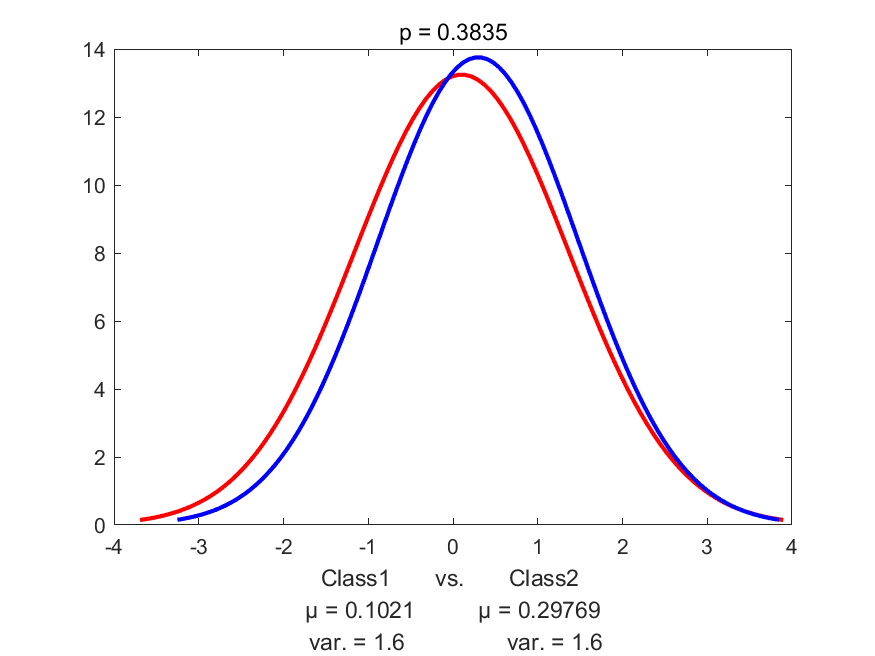 p = 0.3835
14
12
10
8
6
4
2
0
-4 -3 -2 -1 0 1 2 3 4
Class1 vs. Class2
μ = 0.1021 μ = 0.29769
var. = 1.6 var. = 1.6